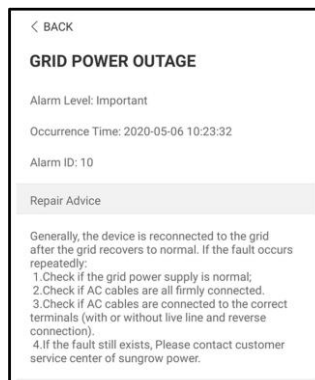 < BACK
GRID POWER OUTAGE
Alarm Level: Important
Occurrence Time: 2020-05-06 10:23:32
Alarm ID: 10
Repair Advice
Generally, the device is reconnected to the grid
after the grid recovers to normal. If the fault occurs
repeatedly:
1.Check if the grid power supply is normal;
2.Check if AC cables are all firmly connected.
3.Check if AC cables are connected to the correct
terminals (with or without live line and reverse
connection).
4.If the fault still exists, Please contact customer
service center of sungrow power.